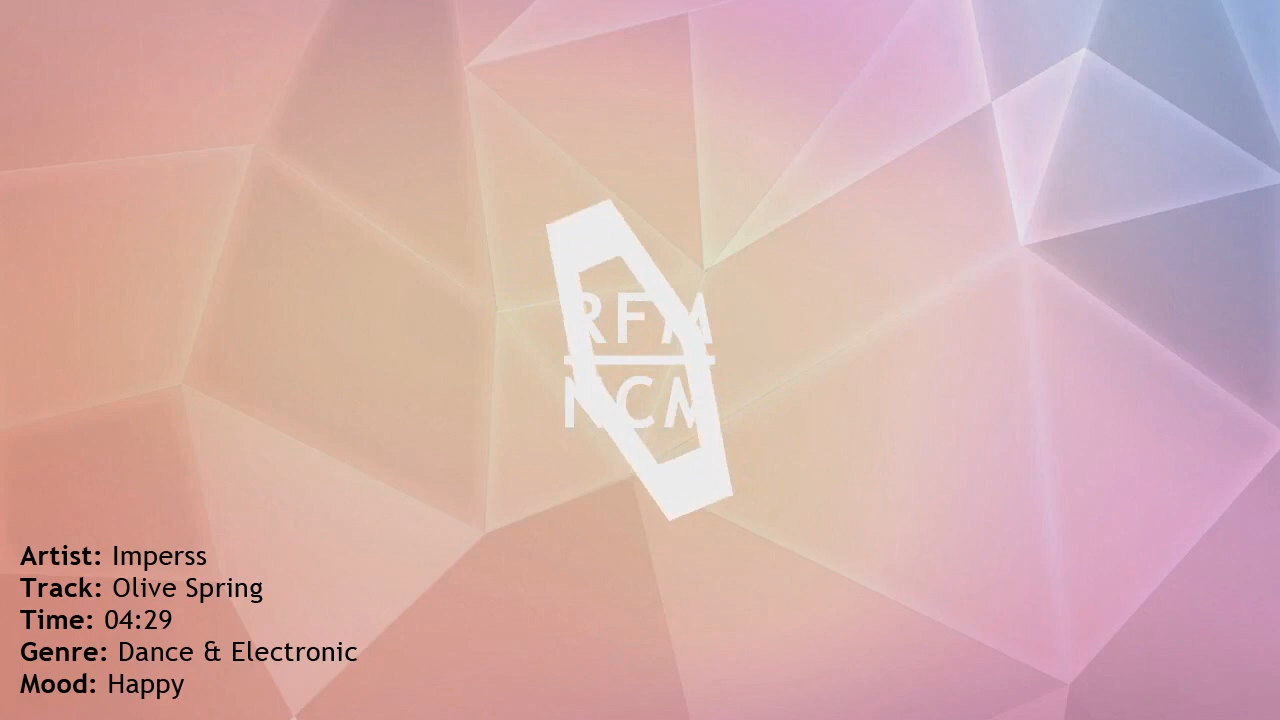 RFM
NCM
Artist: Imperss
Track: Olive Spring
Time: 04:29
Genre: Dance & Electronic
Mood: Happy